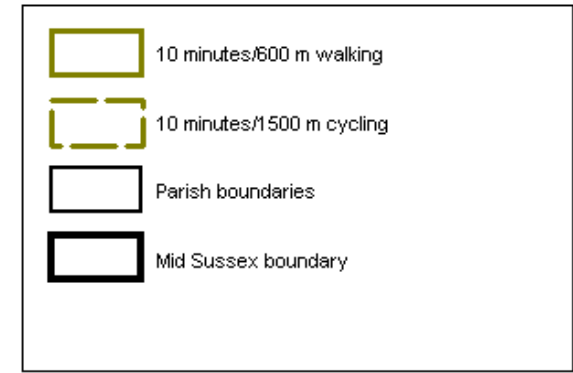 10 minutes/600 m walking
10 minutes/1500 m cycling
Parish boundaries
Mid Sussex boundary